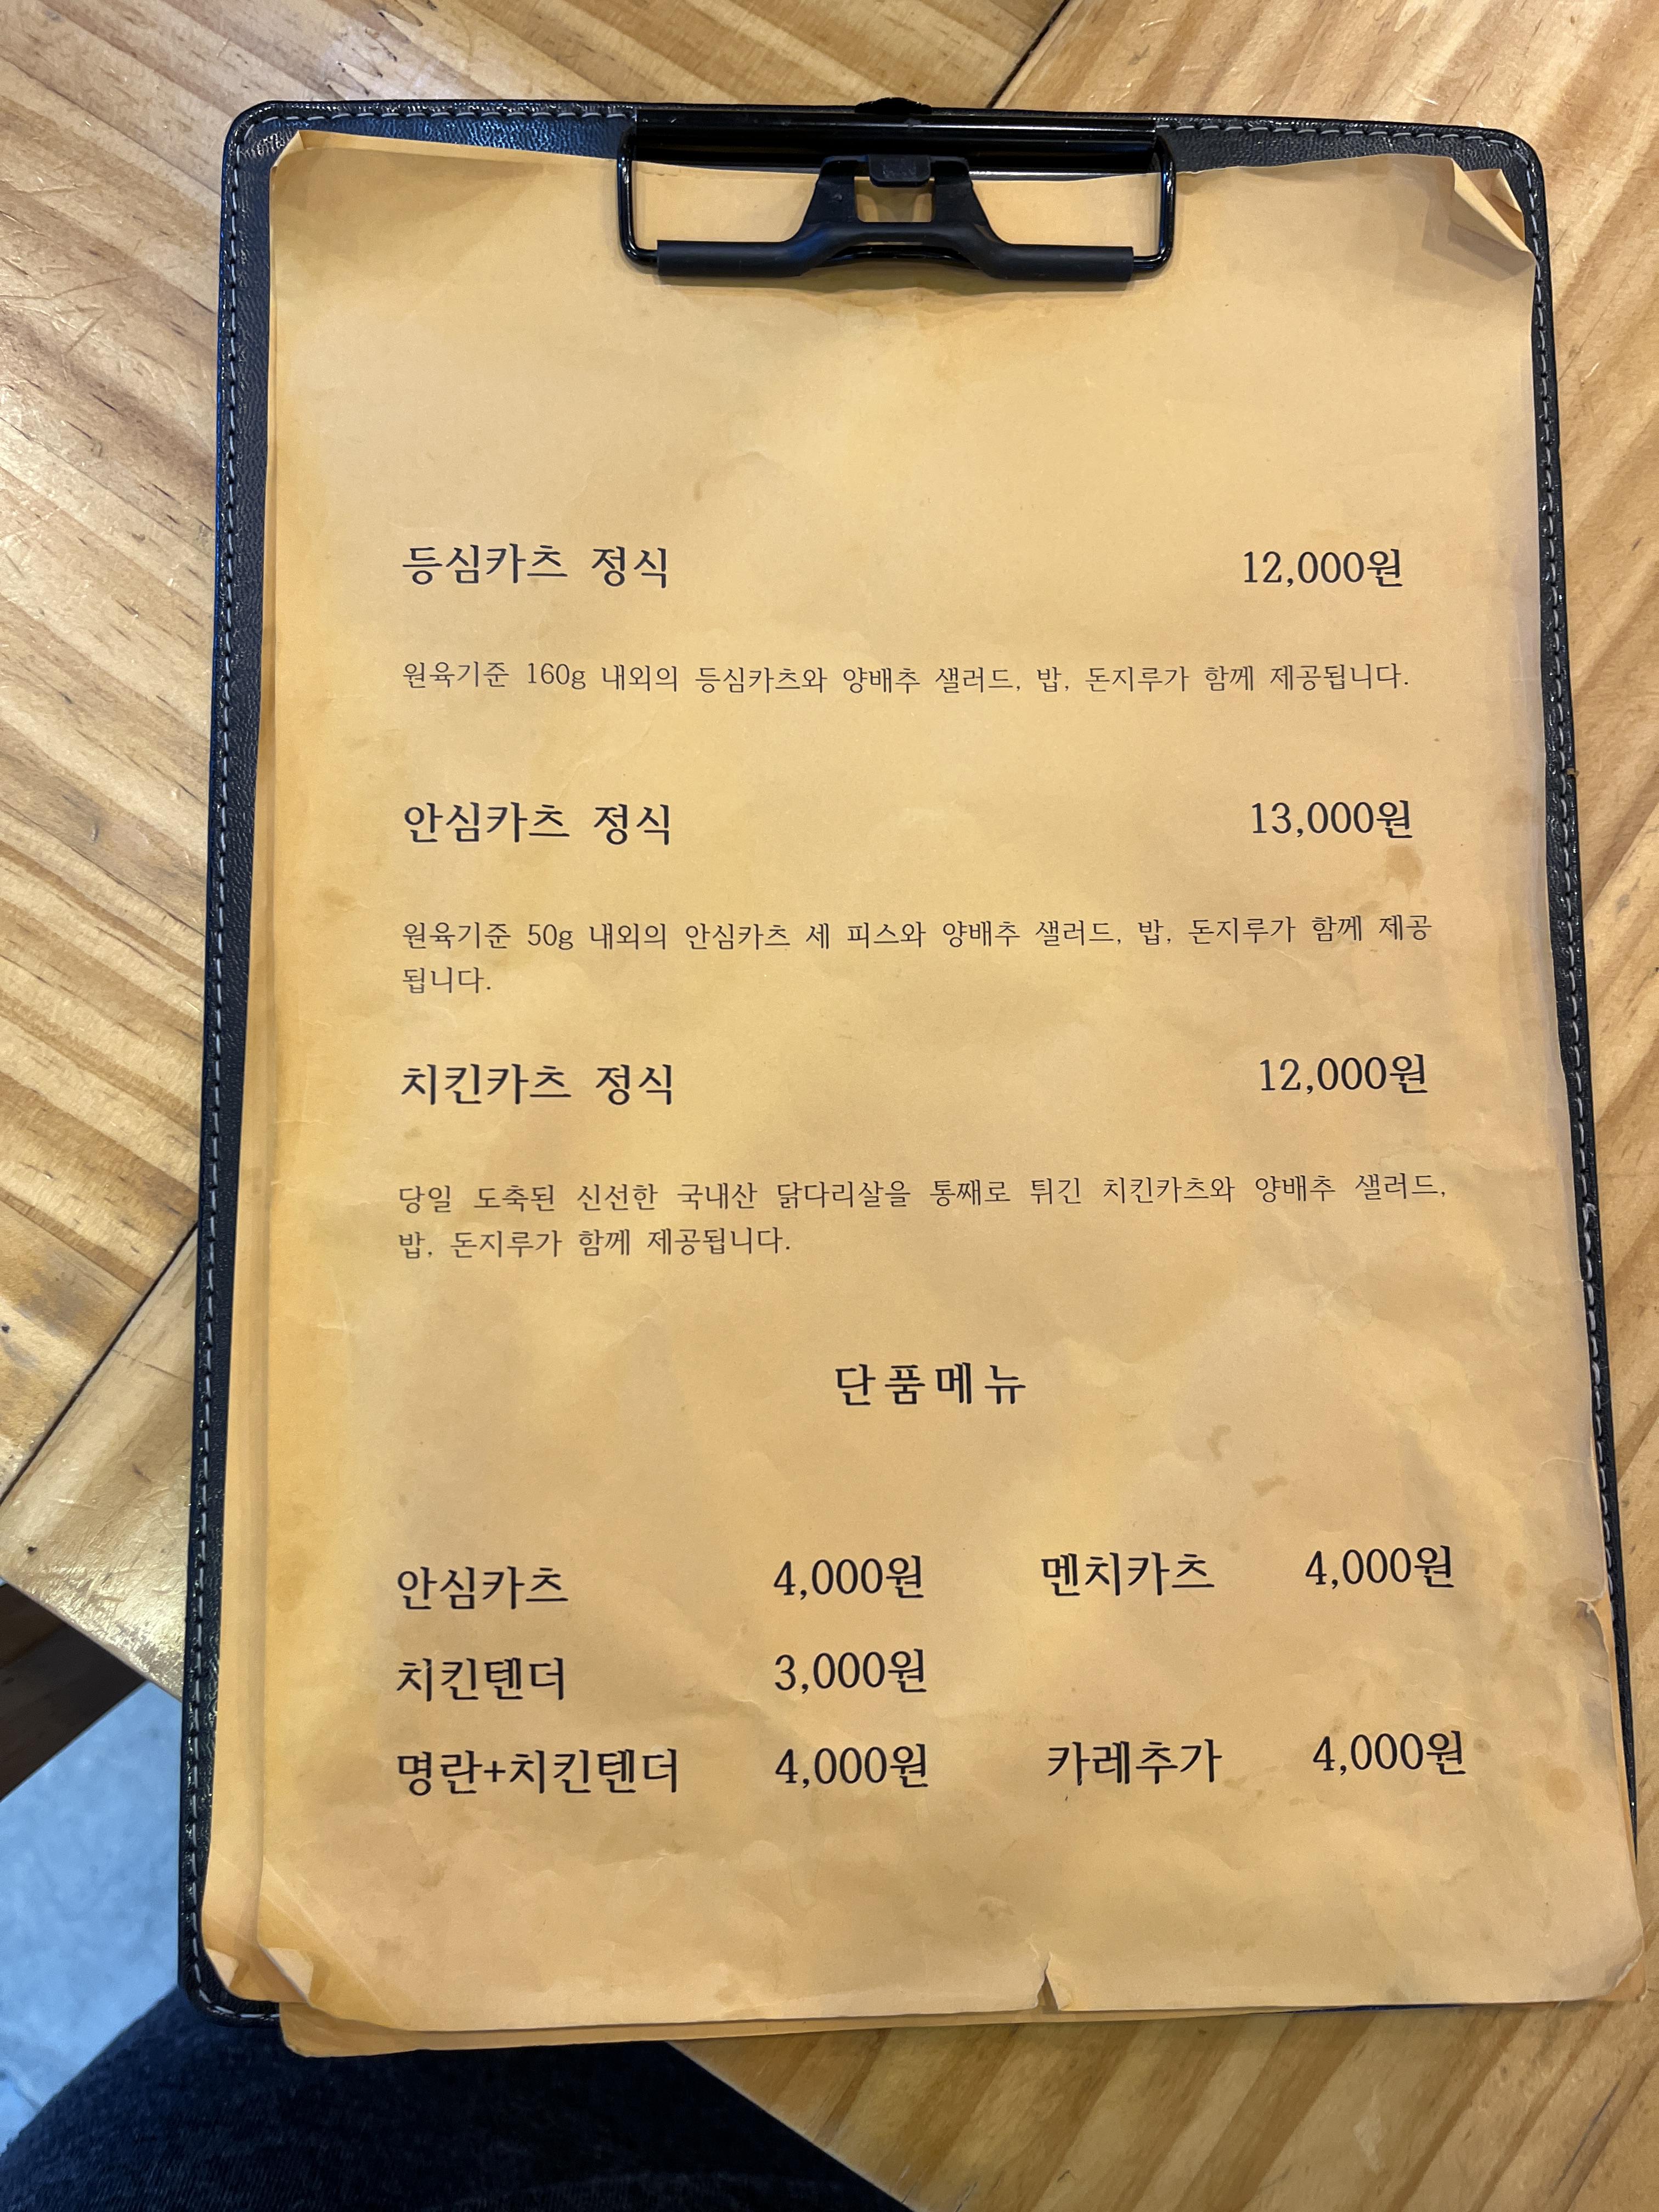 등심카츠 정식 12,000원
원육기준 160g 내외의 등심카츠와 양배추 샐러드, 밥, 돈지루가 함께 제공됩니다.
안심카츠 정식 13,000원
원육기준 50g 내외의 안심카츠 세 피스와 양배추 샐러드, 밥, 돈지루가 함께 제공
됩니다.
치킨카츠 정식 12,000원
당일 도축된 신선한 국내산 닭다리살을 통째로 튀긴 치킨카츠와 양배추 샐러드,
밥, 돈지루가 함께 제공됩니다.
단품메뉴
안심카츠 4,000원 멘치카츠 4,000원
치킨텐더 3,000원
명란+치킨텐더 4,000원 카레추가 4,000원